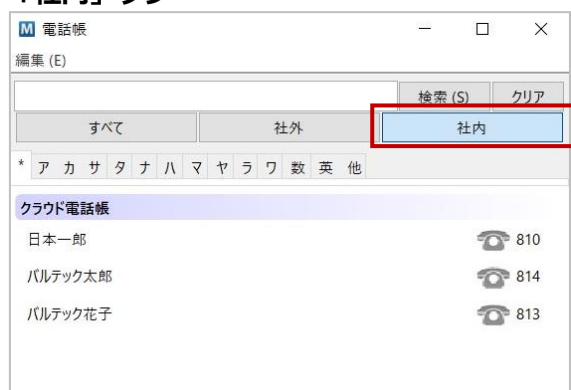 「社内」タブ
M 電話帳
編集 (E)
検索 (S) クリア
すべて 社外 社内
* ア カ サ タ ナ ハ マ ヤ ラ ワ 数 英 他
クラウド電話帳
日本一郎 810
バルテック太郎 814
バルテック花子 813